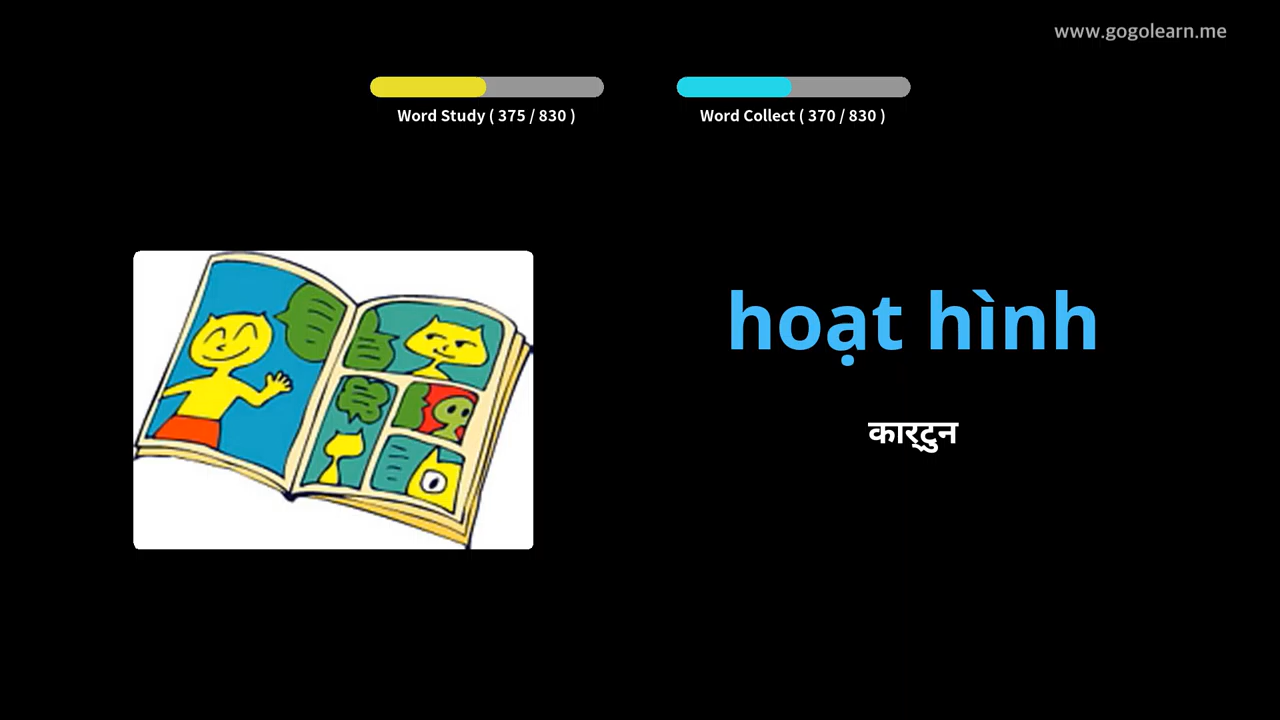 www.gogolearn.me
Word Study ( 375 / 830 )
Word Collect ( 370 / 830 )
hoạt hình
कार्‍टुन